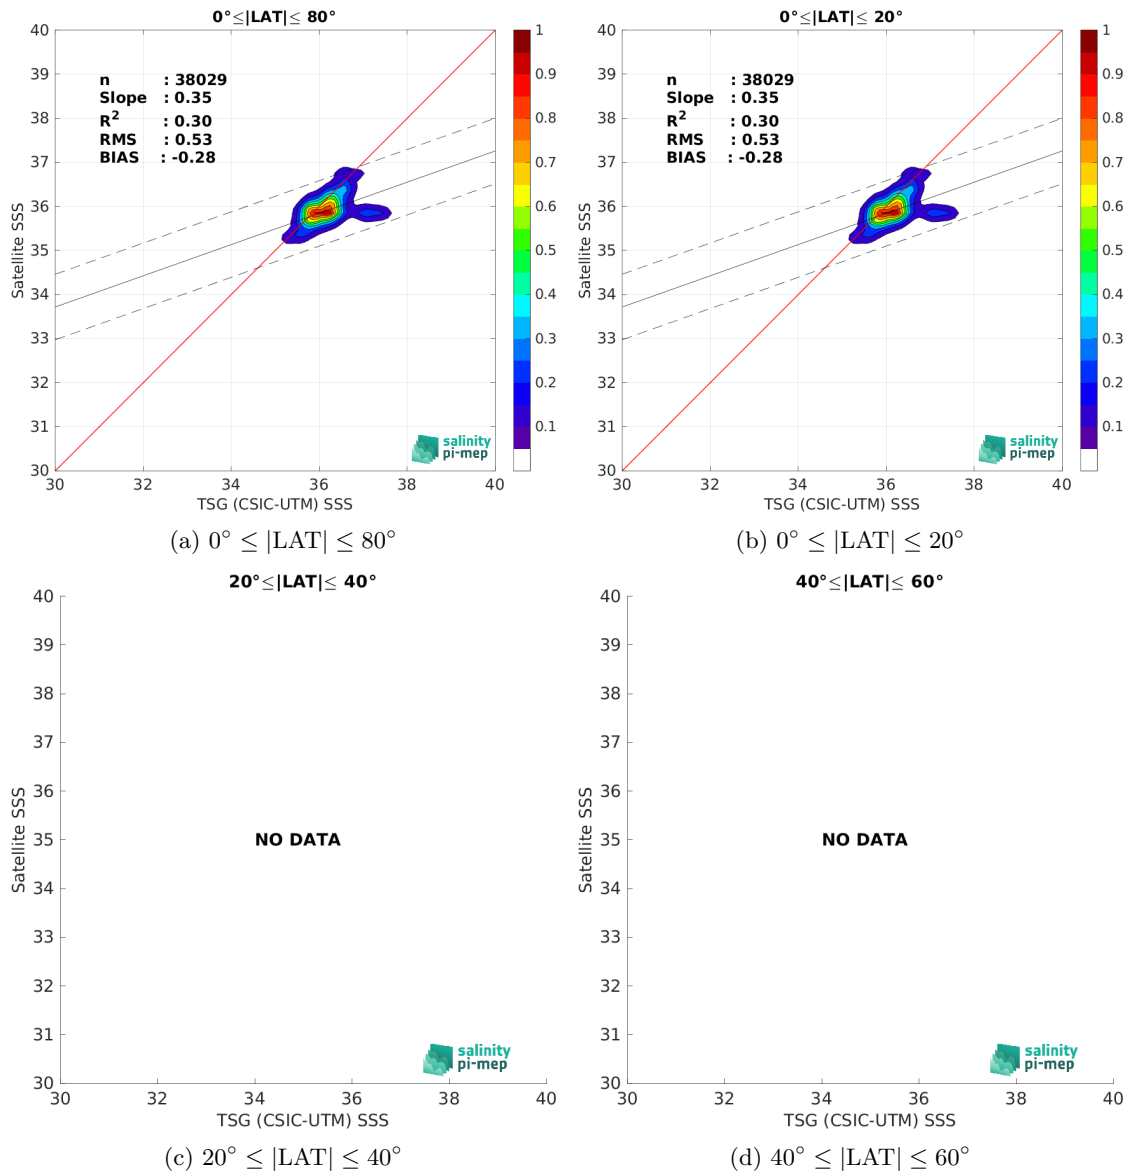 0°≤|LAT|≤ 80°
40
39
38
37
36
35
34
33
32
31
30
Satellite SSS
n : 38029
Slope : 0.35
R² : 0.30
RMS : 0.53
BIAS : -0.28
salinity
pi-mep
30 32 34 36 38 40
TSG (CSIC-UTM) SSS
1
0.9
0.8
0.7
0.6
0.5
0.4
0.3
0.2
0.1
(a) 0° ≤ |LAT| ≤ 80°
0°≤|LAT|≤ 20°
40
39
38
37
36
35
34
33
32
31
30
Satellite SSS
n : 38029
Slope : 0.35
R² : 0.30
RMS : 0.53
BIAS : -0.28
salinity
pi-mep
30 32 34 36 38 40
TSG (CSIC-UTM) SSS
1
0.9
0.8
0.7
0.6
0.5
0.4
0.3
0.2
0.1
(b) 0° ≤ |LAT| ≤ 20°
20°≤|LAT|≤ 40°
40
39
38
37
36
35
34
33
32
31
30
Satellite SSS
NO DATA
salinity
pi-mep
30 32 34 36 38 40
TSG (CSIC-UTM) SSS
(c) 20° ≤ |LAT| ≤ 40°
40°≤|LAT|≤ 60°
40
39
38
37
36
35
34
33
32
31
30
Satellite SSS
NO DATA
salinity
pi-mep
30 32 34 36 38 40
TSG (CSIC-UTM) SSS
(d) 40° ≤ |LAT| ≤ 60°